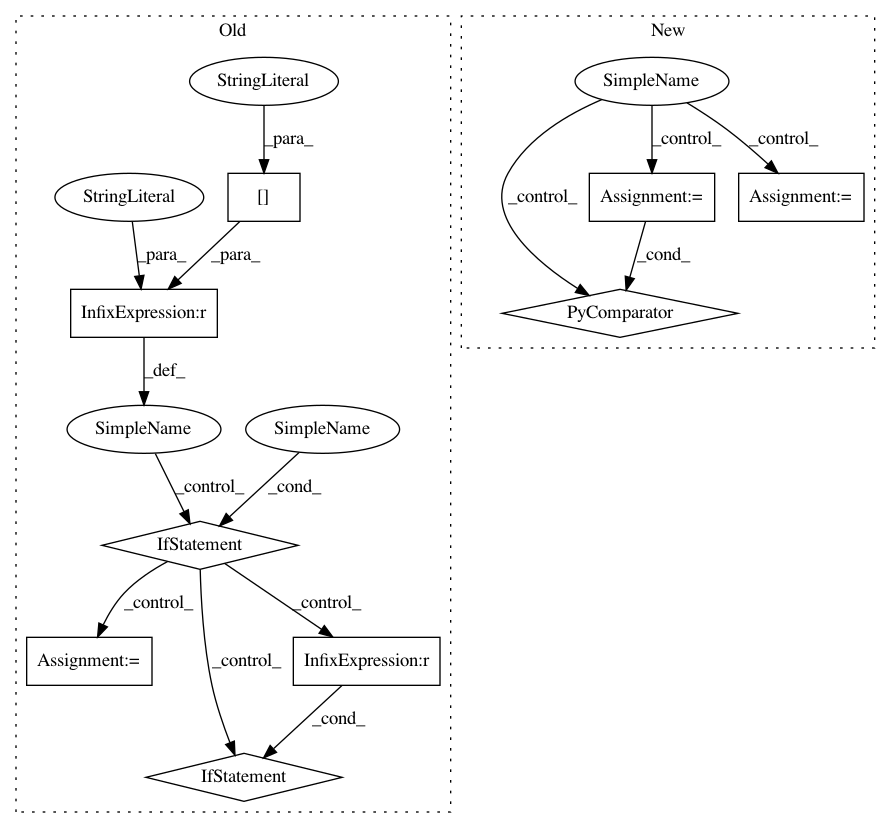 Old
New
StringLiteral
SimpleName
_para_
_control_
_control_
StringLiteral
[]
_control_
Assignment:=
Assignment:=
_para_
_para_
_cond_
InfixExpression:r
PyComparator
_def_
SimpleName
SimpleName
_control_
_cond_
IfStatement
_control_
_control_
Assignment:=
_control_
InfixExpression:r
_cond_
IfStatement